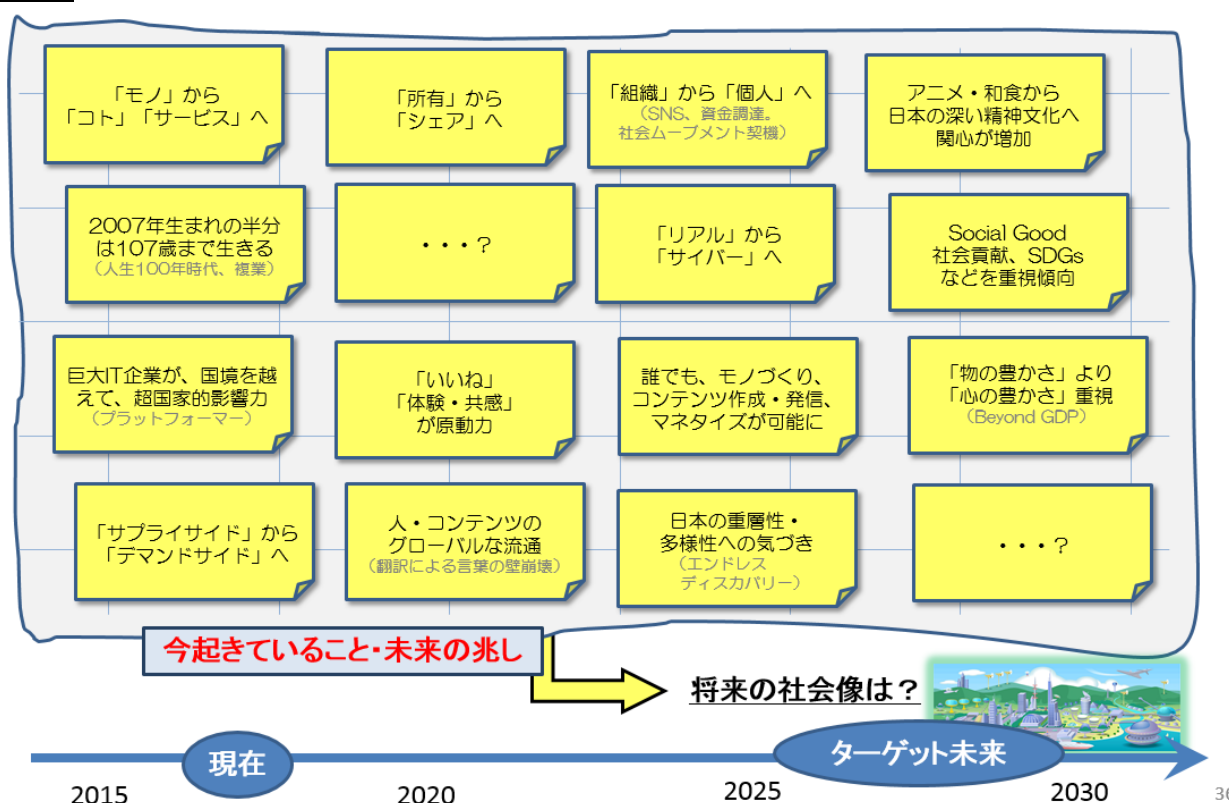 「モノ」から
「コト」「サービス」へ
「所有」から
「シェア」へ
「組織」から「個人」へ
（SNS、資金調達。
社会ムーブメント契機）
アニメ・和食から
日本の深い精神文化へ
関心が増加
2007年生まれの半分
は107歳まで生きる
（人生100年時代、複業）
・・・？
「リアル」から
「サイバー」へ
Social Good
社会貢献、SDGs
などを重視傾向
巨大IT企業が、国境を越
えて、超国家的影響力
（プラットフォーマー）
「いいね」
「体験・共感」
が原動力
誰でも、モノづくり、
コンテンツ作成・発信、
マネタイズが可能に
「物の豊かさ」より
「心の豊かさ」重視
（Beyond GDP）
「サプライサイド」から
「デマンドサイド」へ
人・コンテンツの
グローバルな流通
（翻訳による言葉の壁崩壊）
日本の重層性・
多様性への気づき
（エンドレス
ディスカバリー）
・・・？
今起きていること・未来の兆し
将来の社会像は？
現在
ターゲット未来
2015
2020
2025
2030